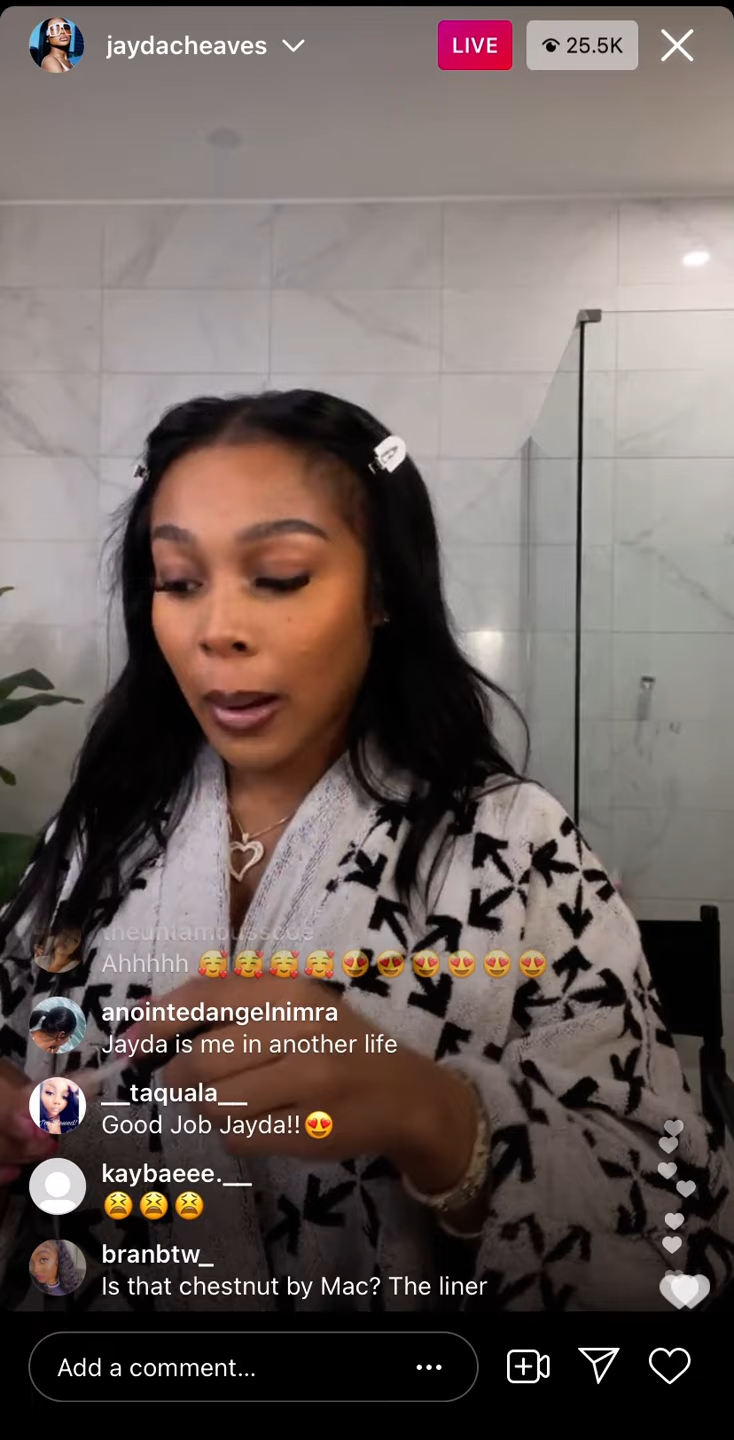 jaydacheaves
LIVE
25.5K
theuniambusscoe
Ahhhhh 🥰🥰🥰🥰😍😍😍😍😍😍
anointedangelnimra
Jayda is me in another life
__taquala__
Good Job Jayda!!😍
kaybaeee.__
😫😫😫
branbtw_
Is that chestnut by Mac? The liner
Add a comment...